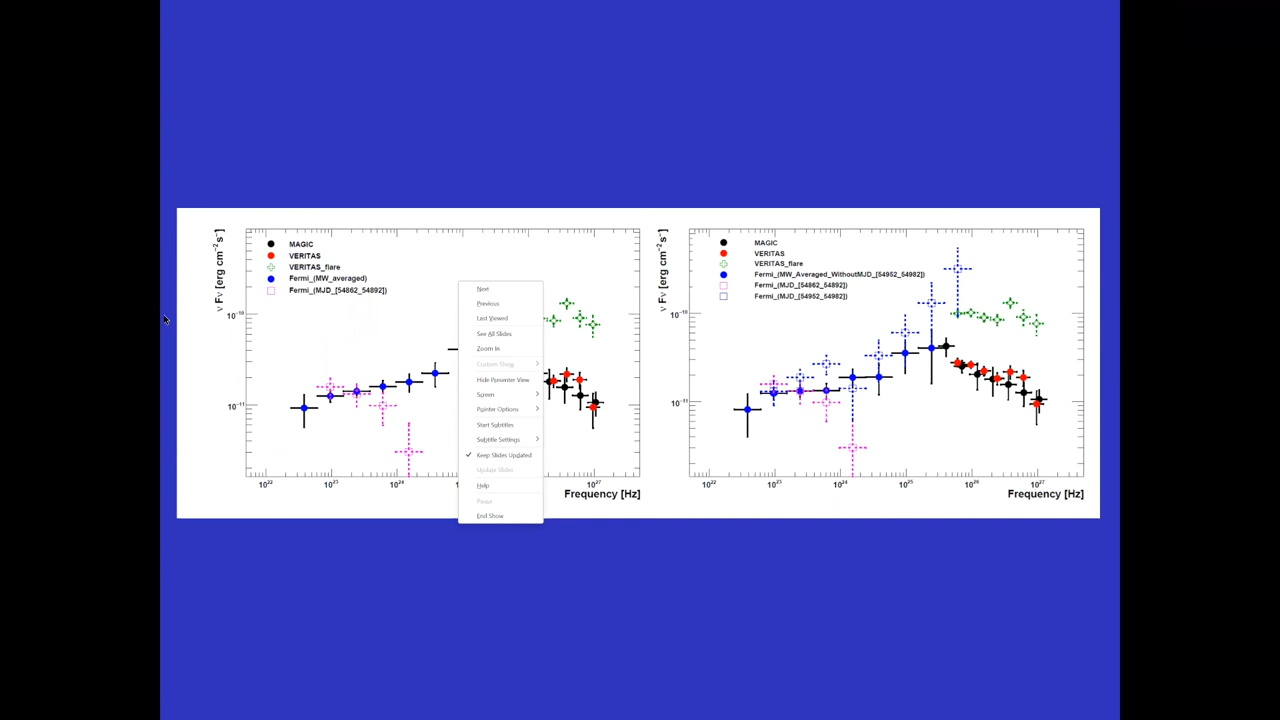 ν Fν [erg cm⁻² s⁻¹]
MAGIC
VERITAS
VERITAS_flare
Fermi_(MW_averaged)
Fermi_(MJD_[54862_54892])
10⁻¹⁰
10⁻¹¹
10²²
10²³
10²⁴
10²⁷
Frequency [Hz]
Next
Previous
Last Viewed
See All Slides
Zoom In
Custom Show
Hide Presenter View
Screen
Pointer Options
Start Subtitles
Subtitle Settings
Keep Slides Updated
Update Slides
Help
Pause
End Show
ν Fν [erg cm⁻² s⁻¹]
MAGIC
VERITAS
VERITAS_flare
Fermi_(MW_Averaged_WithoutMJD_[54952_54982])
Fermi_(MJD_[54862_54892])
Fermi_(MJD_[54952_54982])
10⁻¹⁰
10⁻¹¹
10²²
10²³
10²⁴
10²⁵
10²⁶
10²⁷
Frequency [Hz]